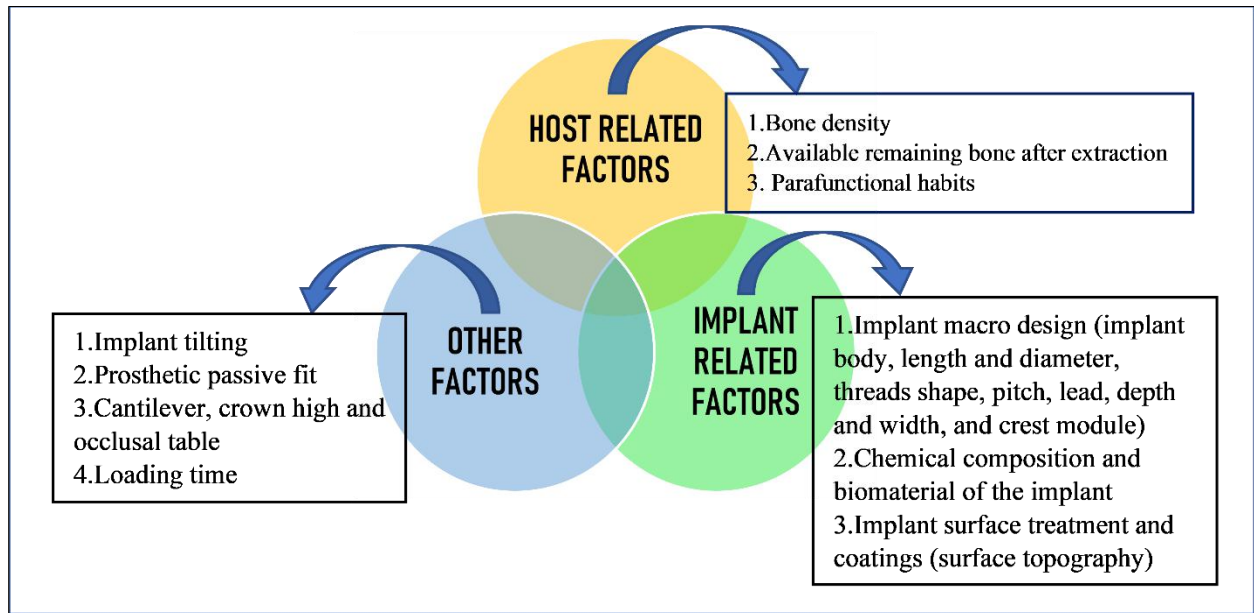 HOST RELATED
FACTORS
1.Bone density
2.Available remaining bone after extraction
3. Parafunctional habits
OTHER
FACTORS
1.Implant tilting
2.Prosthetic passive fit
3.Cantilever, crown high and
occlusal table
4.Loading time
IMPLANT
RELATED
FACTORS
1.Implant macro design (implant
body, length and diameter,
threads shape, pitch, lead, depth
and width, and crest module)
2.Chemical composition and
biomaterial of the implant
3.Implant surface treatment and
coatings (surface topography)